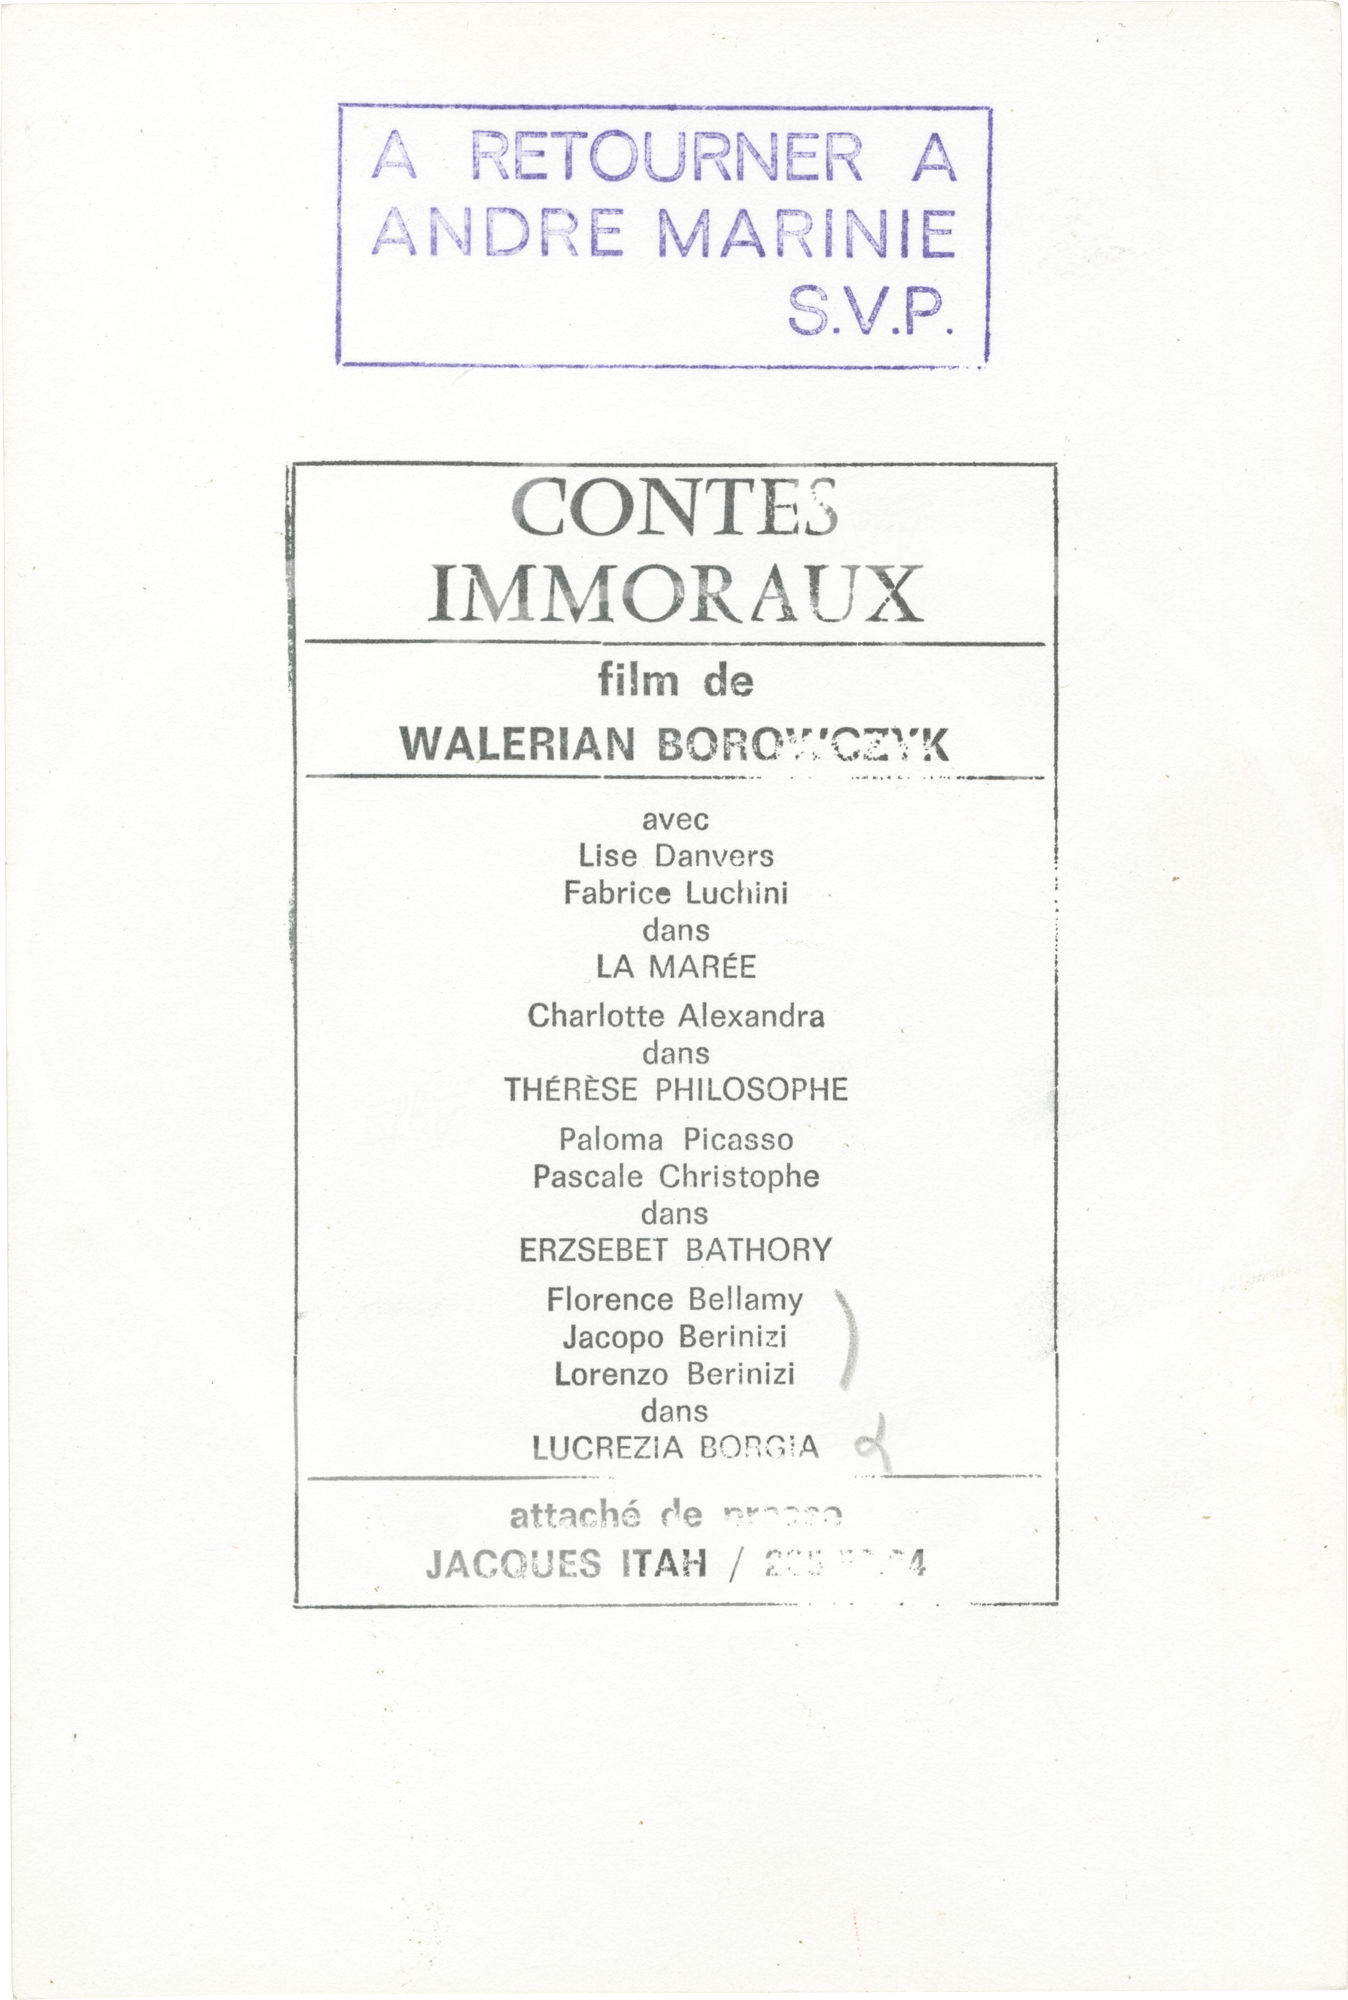 A RETOURNER A
ANDRE MARINIE
S.V.P.
CONTES
IMMORAUX
film de
WALERIAN BOROWCZYK
avec
Lise Danvers
Fabrice Luchini
dans
LA MARÉE
Charlotte Alexandra
dans
THÉRÈSE PHILOSOPHE
Paloma Picasso
Pascale Christophe
dans
ERZSEBET BATHORY
Florence Bellamy
Jacopo Berinizi
Lorenzo Berinizi
dans
LUCREZIA BORGIA
attaché de presse
JACQUES ITAH /